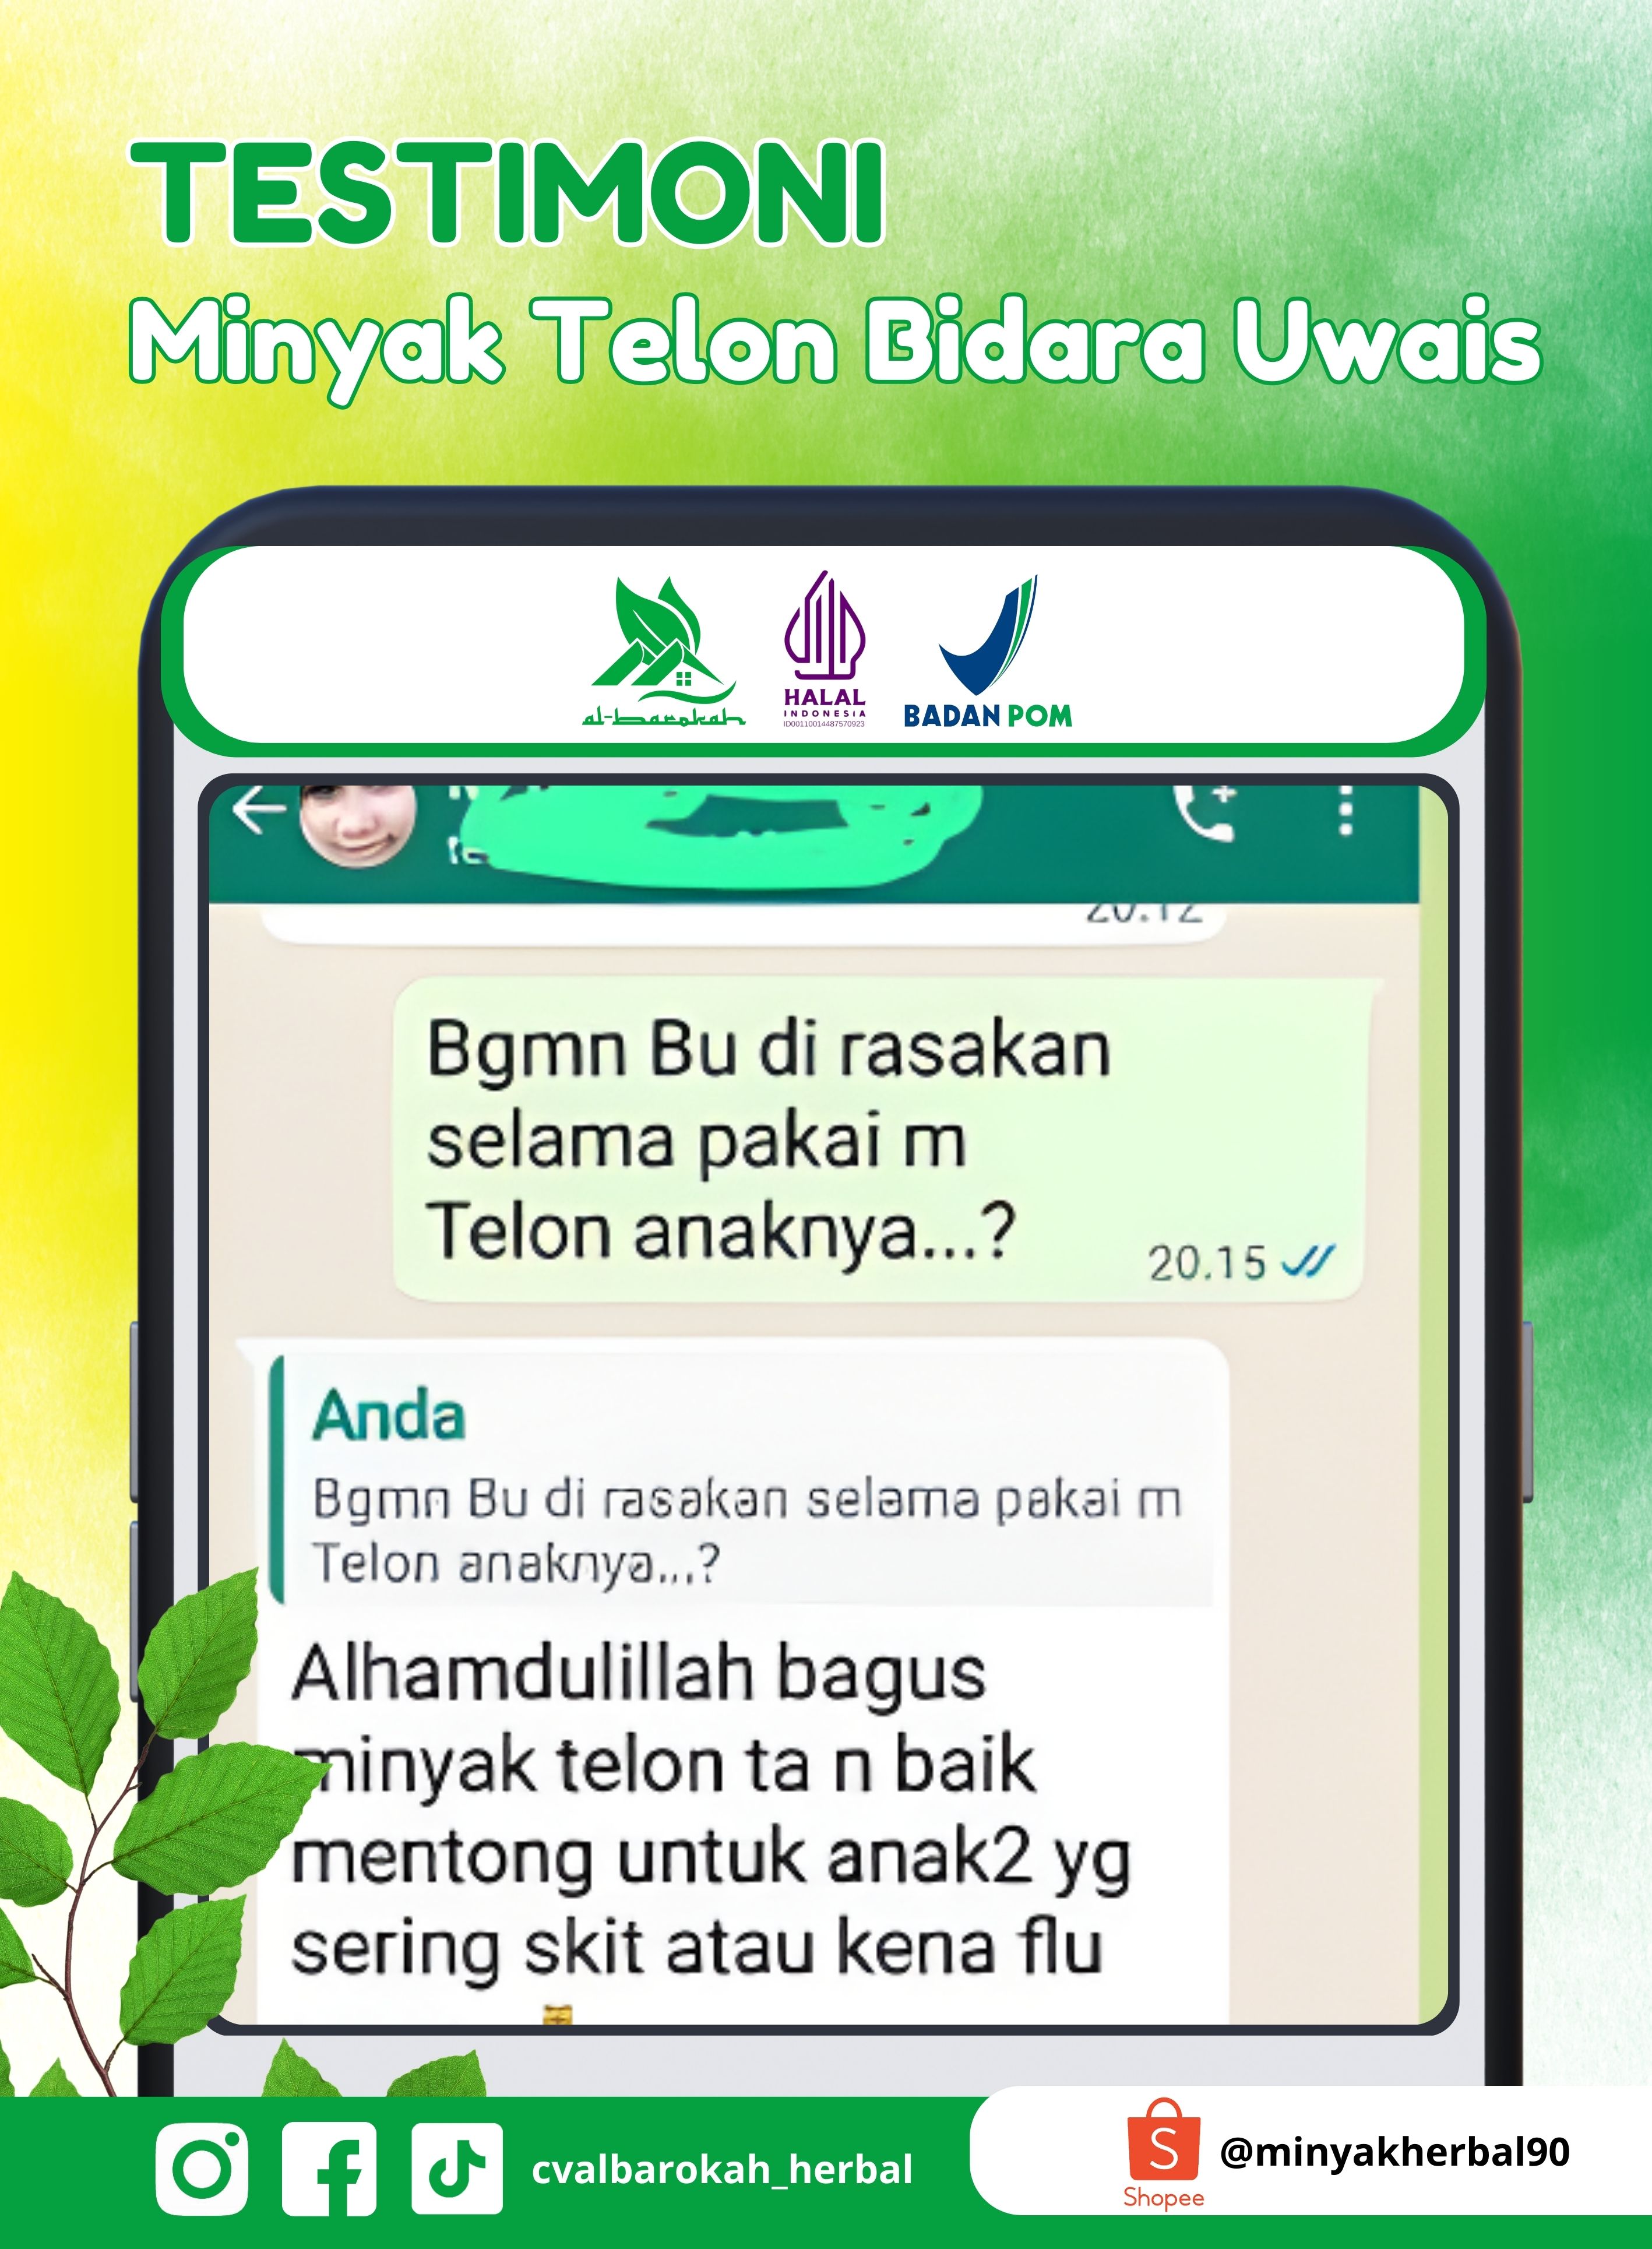 TESTIMONI
Minyak Telon Bidara Uwais
al-barokah
HALAL
INDONESIA
ID00110014487570923
BADAN POM
20.12
Bgmn Bu di rasakan
selama pakai m
Telon anaknya...?
20.15
Anda
Bgmn Bu di rasakan selama pakai m
Telon anaknya...?
Alhamdulillah bagus
minyak telon ta n baik
mentong untuk anak2 yg
sering skit atau kena flu
cvalbarokah_herbal
Shopee
@minyakherbal90